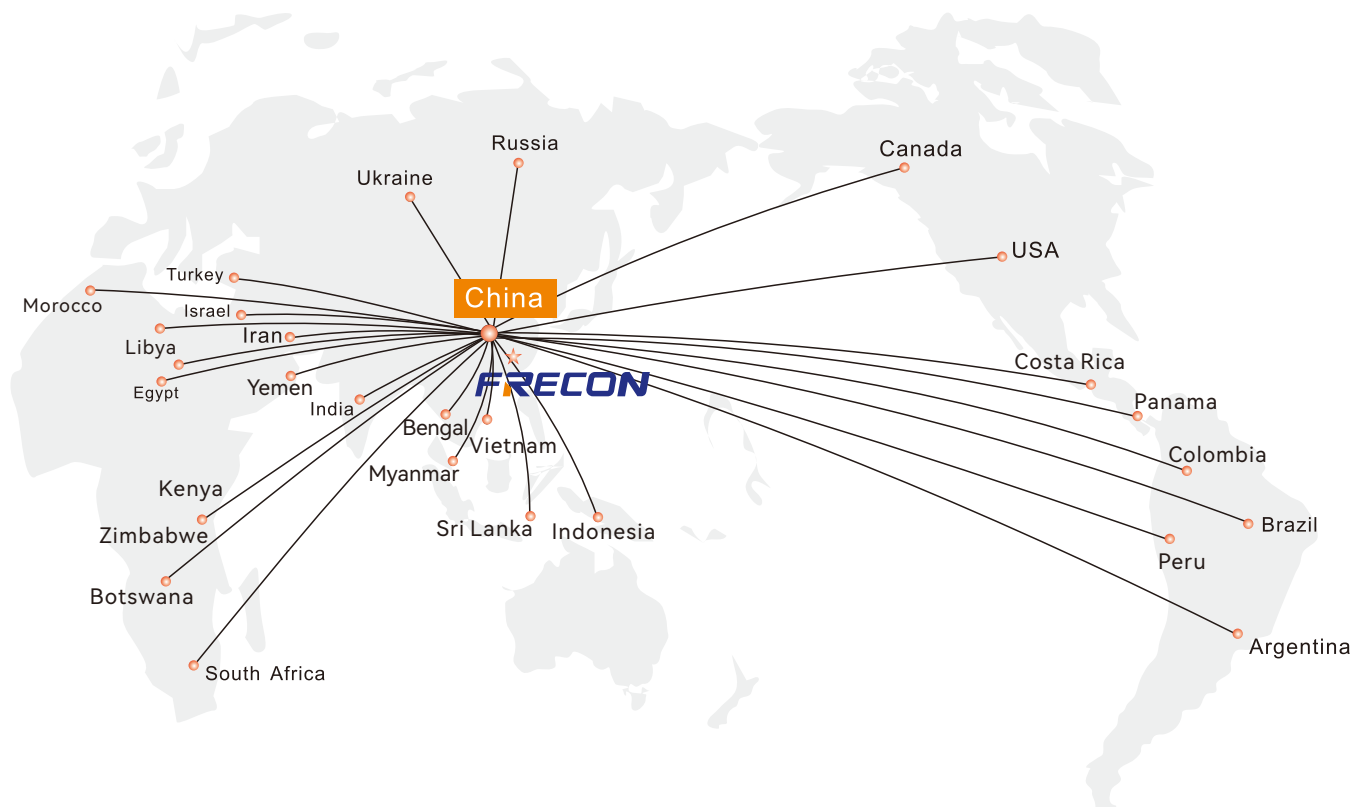 Russia
Canada
Ukraine
USA
Turkey
China
Morocco
Israel
Iran
Libya
Costa Rica
Yemen
FRECON
Egypt
Panama
India
Bengal
Vietnam
Colombia
Myanmar
Kenya
Brazil
Sri Lanka
Indonesia
Zimbabwe
Peru
Botswana
Argentina
South Africa